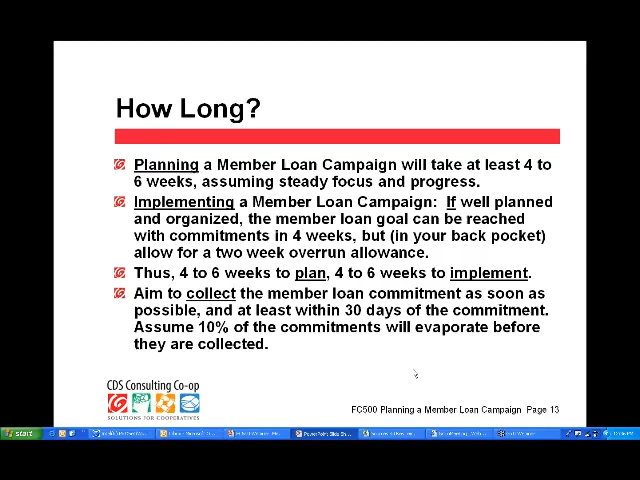 How Long?
Planning a Member Loan Campaign will take at least 4 to
6 weeks, assuming steady focus and progress.
Implementing a Member Loan Campaign: If well planned
and organized, the member loan goal can be reached
with commitments in 4 weeks, but (in your back pocket)
allow for a two week overrun allowance.
Thus, 4 to 6 weeks to plan, 4 to 6 weeks to implement.
Aim to collect the member loan commitment as soon as
possible, and at least within 30 days of the commitment.
Assume 10% of the commitments will evaporate before
they are collected.
CDS Consulting Co-op
SOLUTIONS FOR COOPERATIVES
FC500 Planning a Member Loan Campaign Page 13
start
PowerPoint Slide Sh...